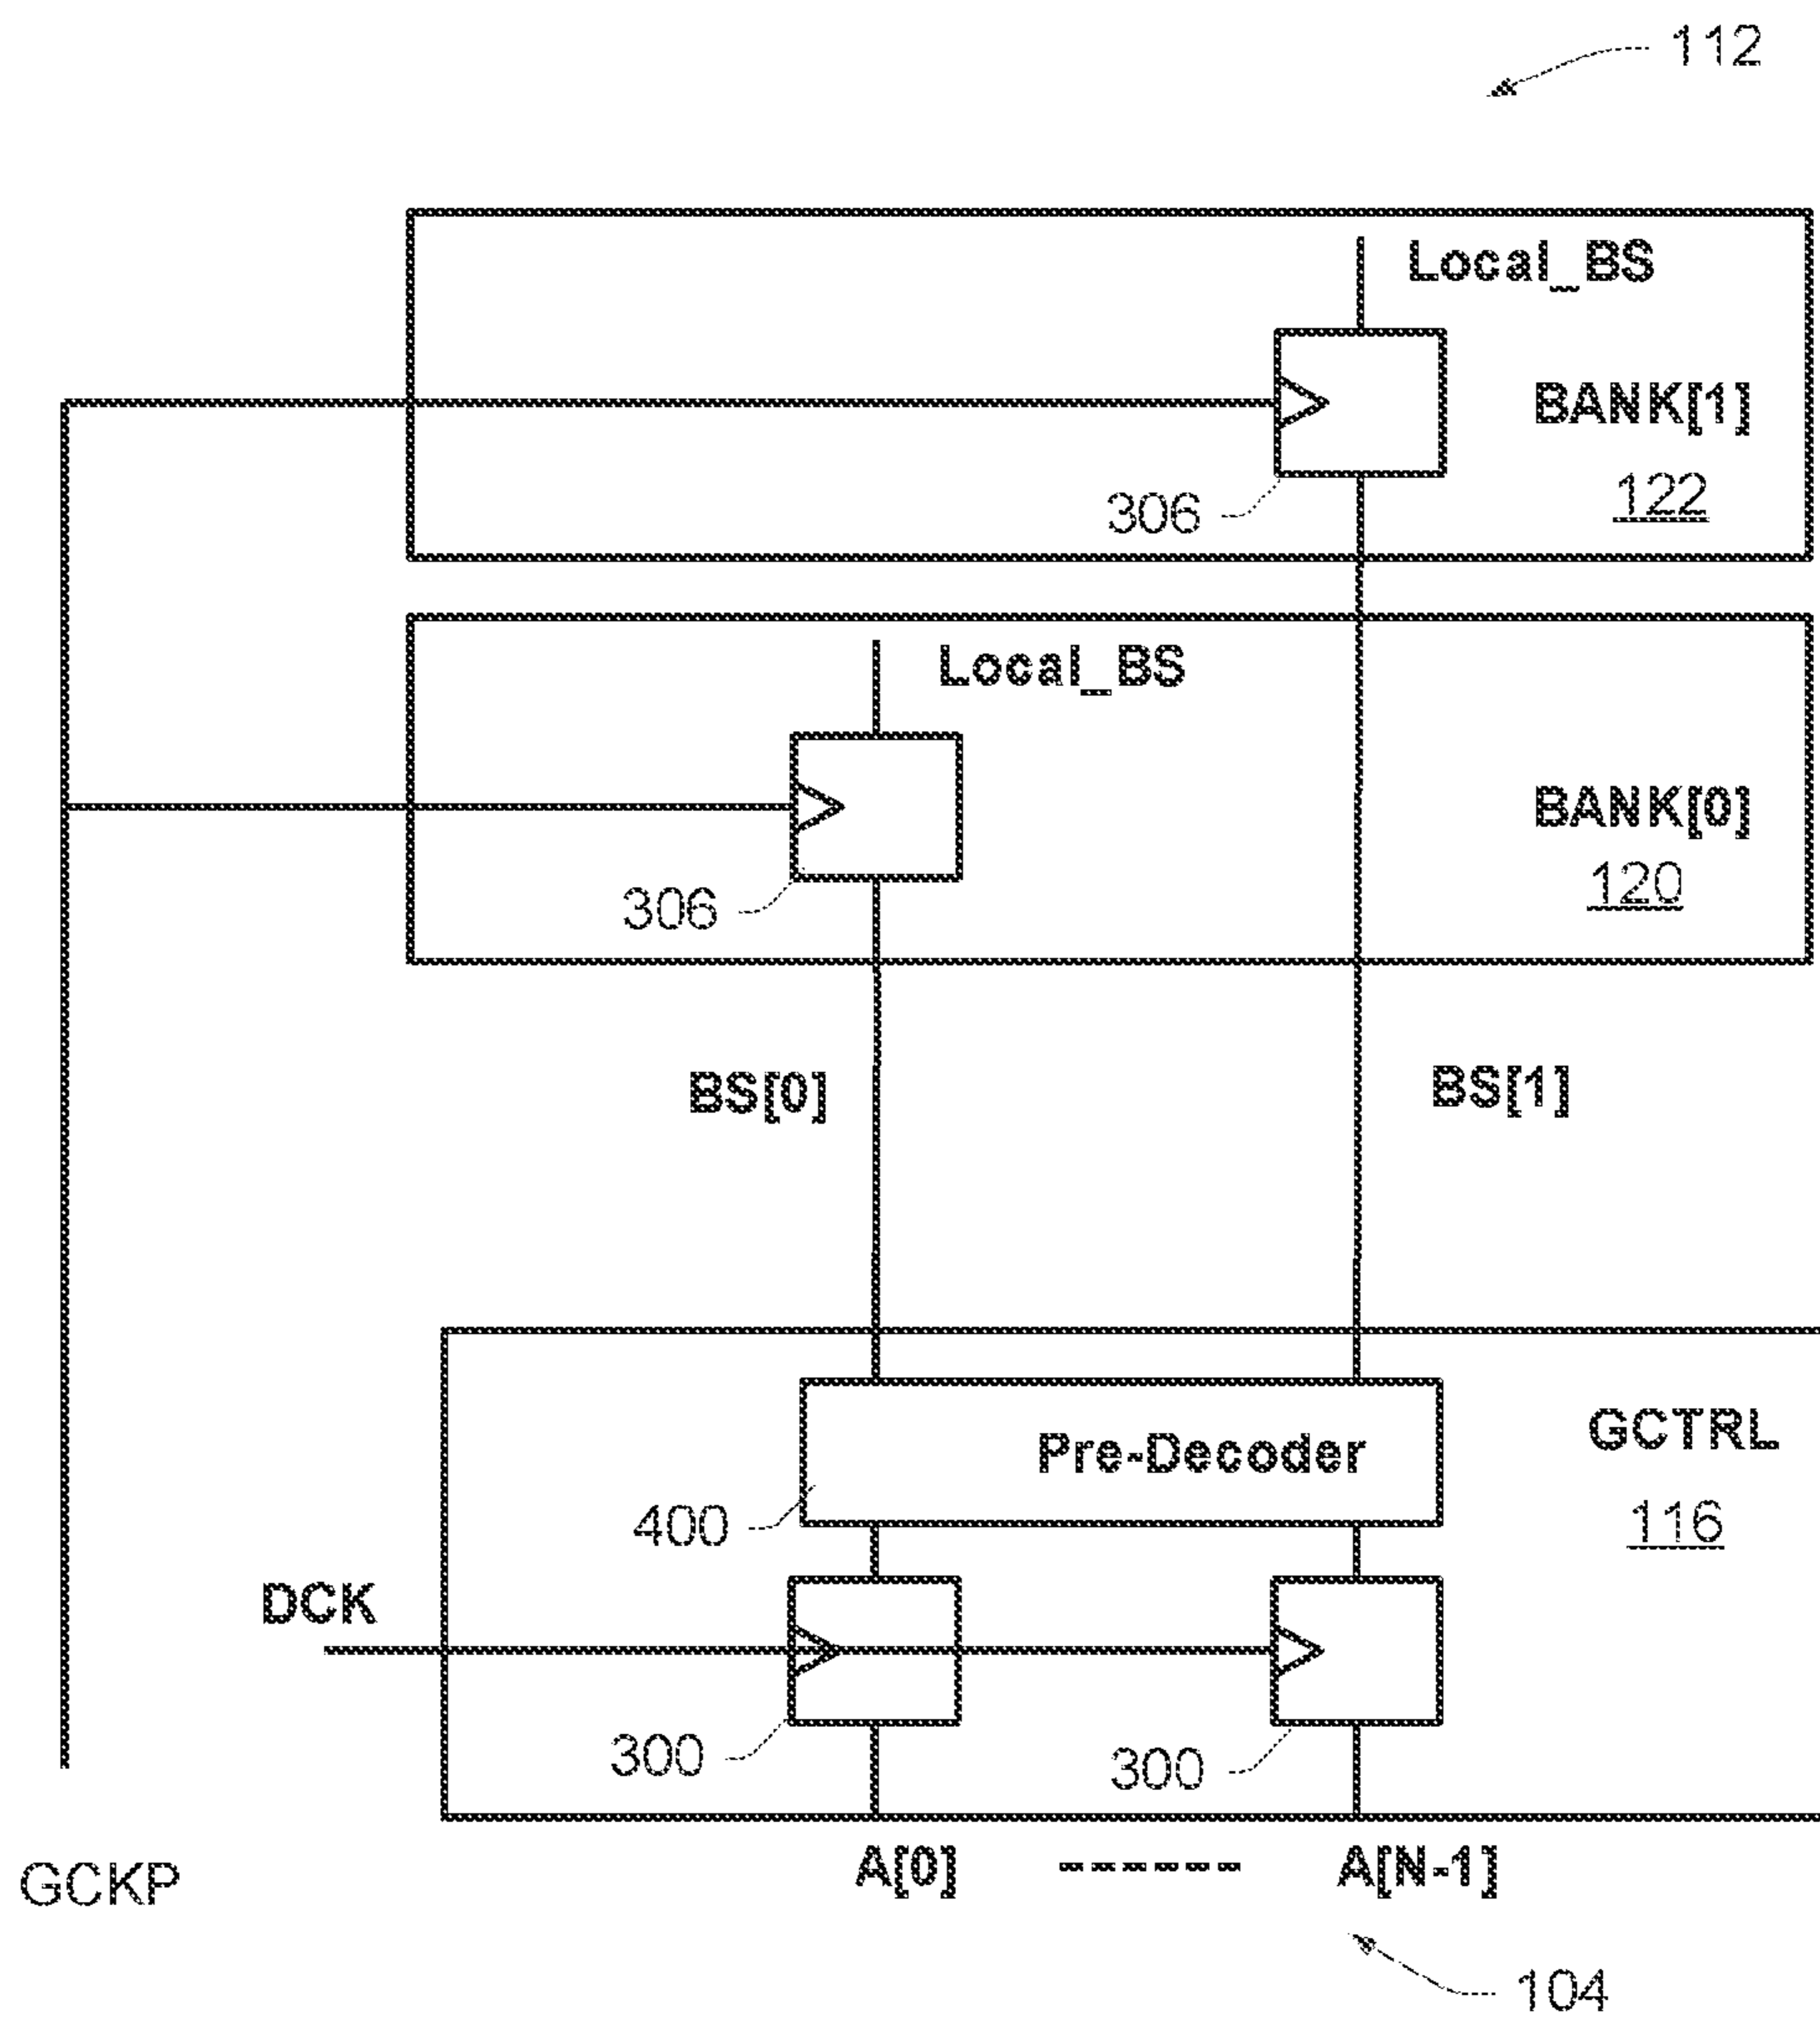 112
Local_BS
BANK[1]
306
122
Local_BS
BANK[0]
306
120
BS[0]
BS[1]
Pre-Decoder
GCTRL
400
116
DCK
300
300
GCKP
A[0] ------ A[N-1]
104